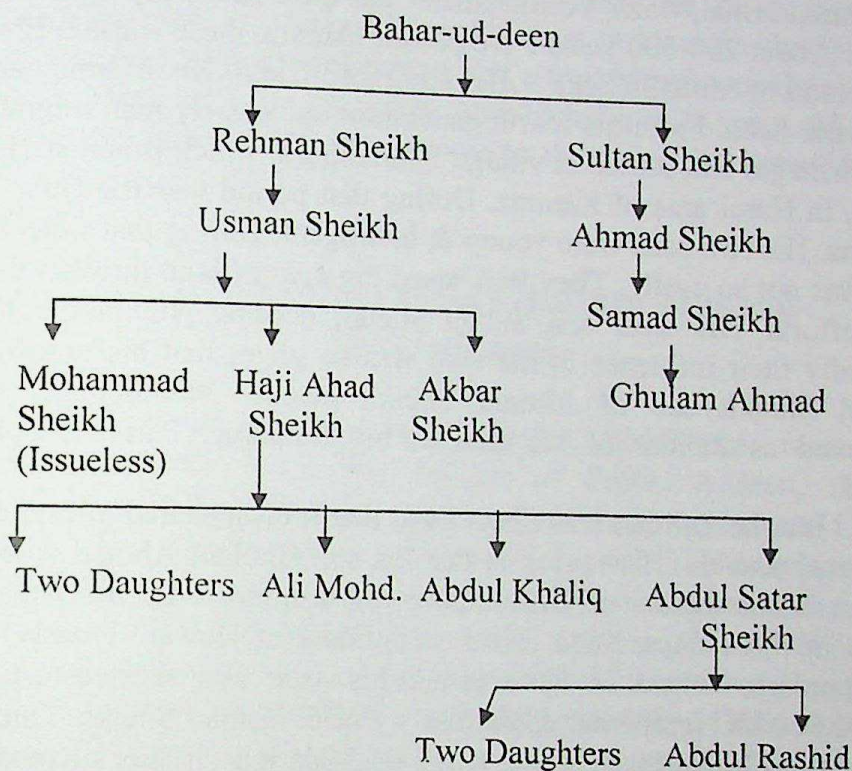 Bahar-ud-deen
Rehman Sheikh Sultan Sheikh
Usman Sheikh Ahmad Sheikh
Samad Sheikh
Mohammad Haji Ahad Akbar Ghulam Ahmad
Sheikh Sheikh Sheikh
(Issueless)
Two Daughters Ali Mohd. Abdul Khaliq Abdul Satar
Sheikh
Two Daughters Abdul Rashid